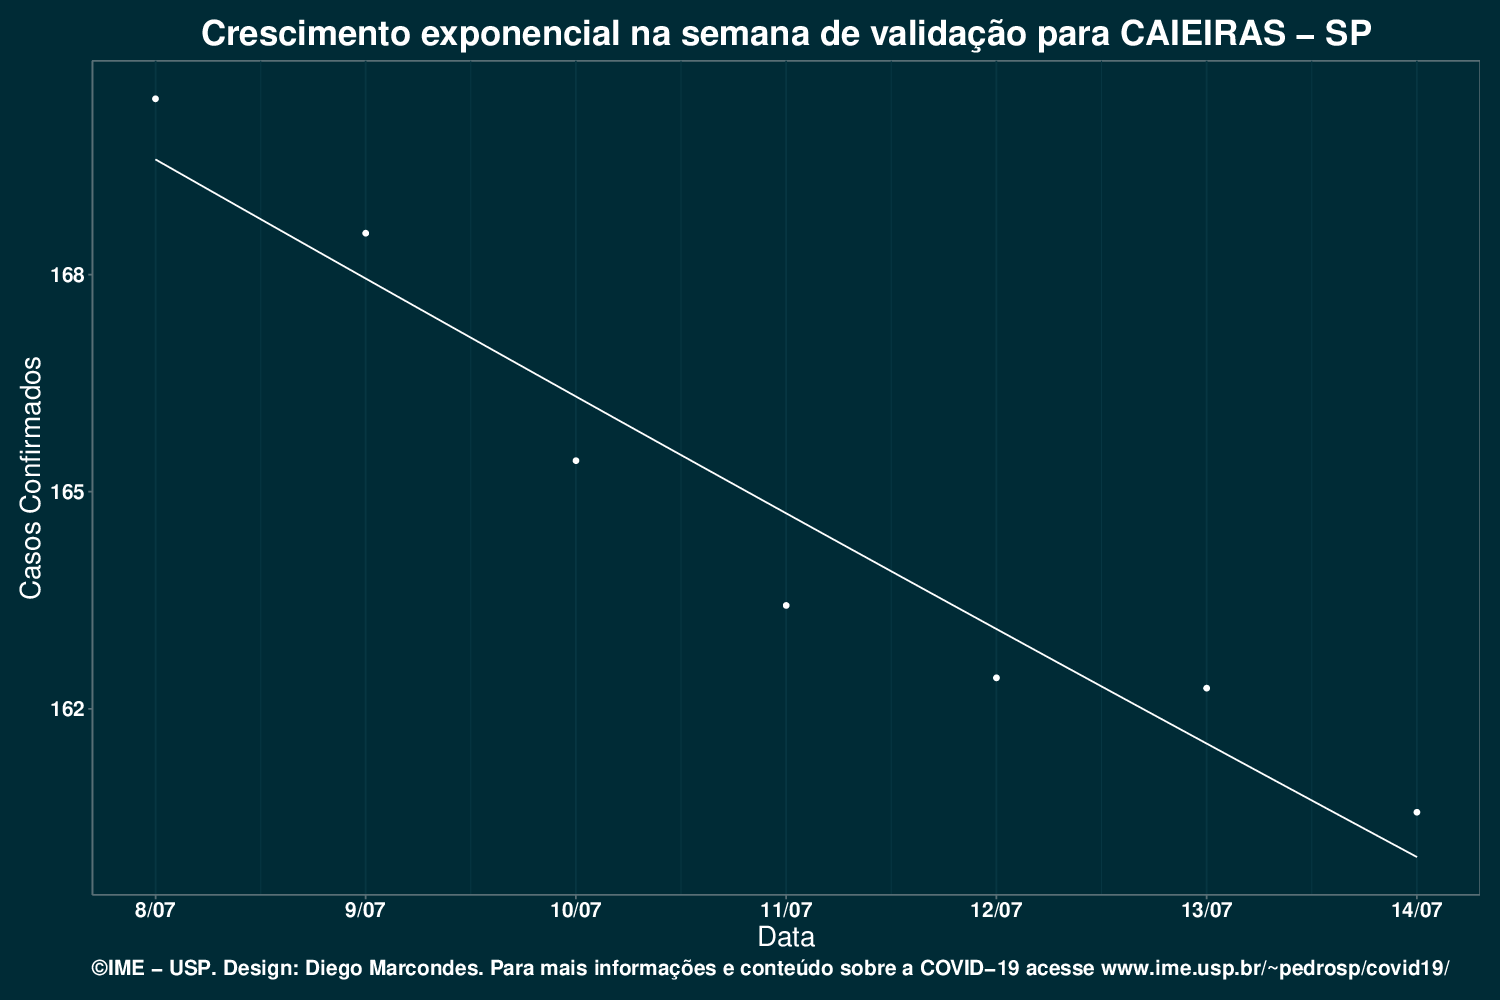 Crescimento exponencial na semana de validação para CAIEIRAS – SP
Casos Confirmados
168
165
162
8/07 9/07 10/07 11/07 12/07 13/07 14/07
Data
©IME – USP. Design: Diego Marcondes. Para mais informações e conteúdo sobre a COVID–19 acesse www.ime.usp.br/~pedrosp/covid19/